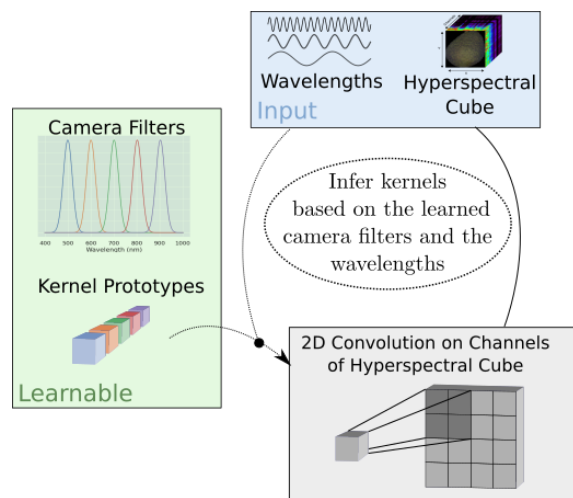 Wavelengths
Hyperspectral
Cube
Input
Camera Filters
400 500 600 700 800 900 1000
Wavelength (nm)
Kernel Prototypes
Learnable
Infer kernels
based on the learned
camera filters and the
wavelengths
2D Convolution on Channels
of Hyperspectral Cube